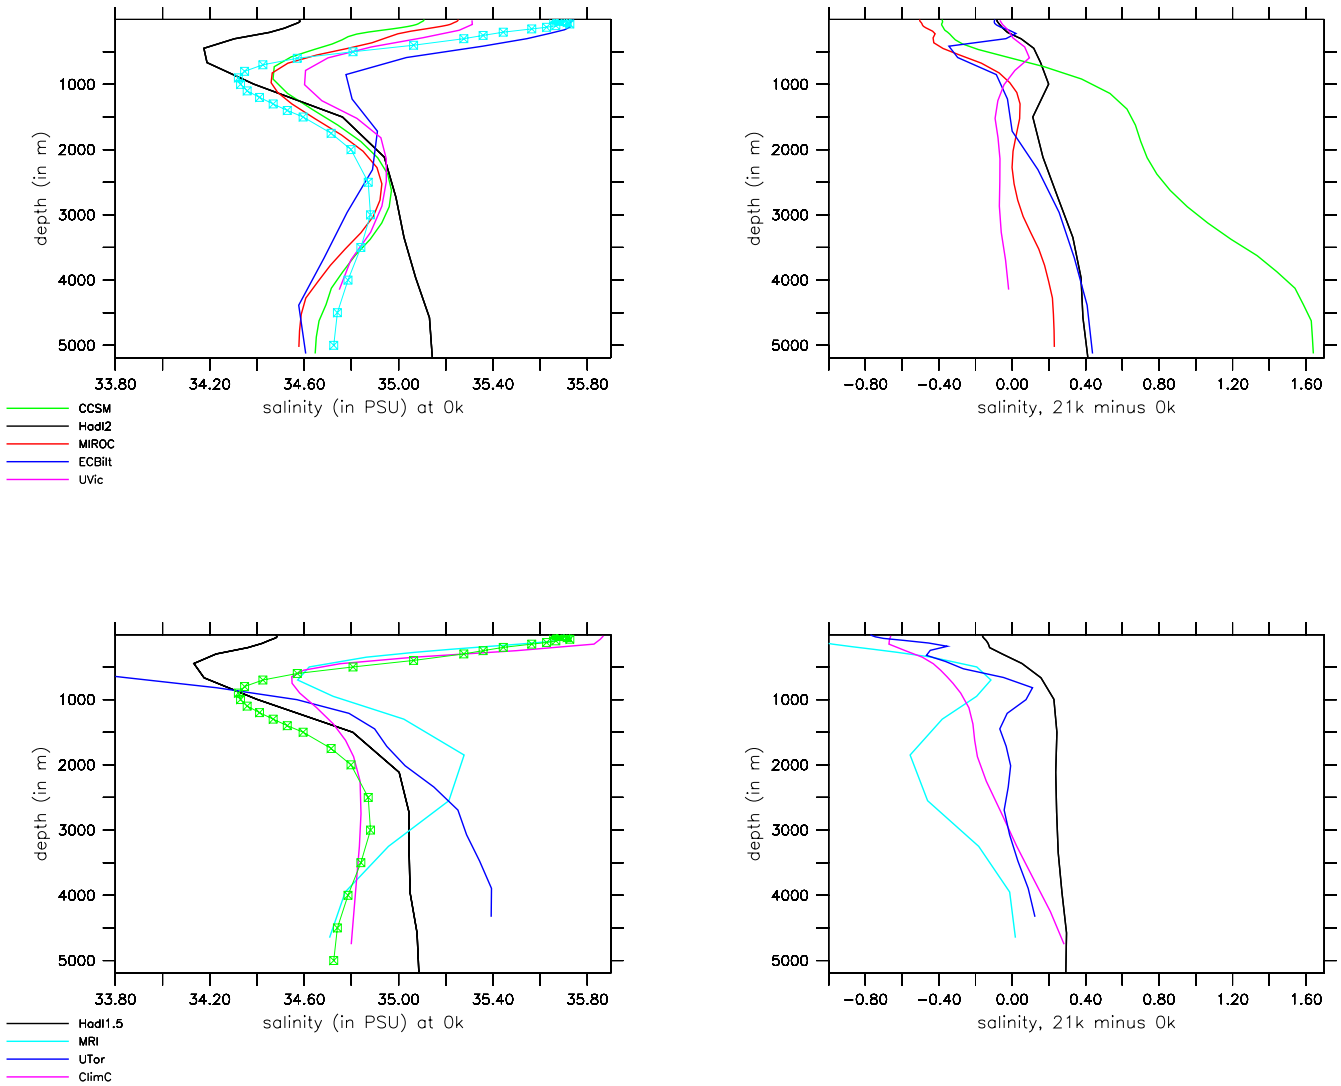 1000
2000
3000
4000
5000
depth (in m)
33.80 34.20 34.60 35.00 35.40 35.80
salinity (in PSU) at 0k
CCSM
HadI2
MIROC
ECBilt
UVic
1000
2000
3000
4000
5000
depth (in m)
-0.80 -0.40 0.00 0.40 0.80 1.20 1.60
salinity, 21k minus 0k
1000
2000
3000
4000
5000
depth (in m)
33.80 34.20 34.60 35.00 35.40 35.80
salinity (in PSU) at 0k
HadI1.5
MRI
UTor
ClimC
1000
2000
3000
4000
5000
depth (in m)
-0.80 -0.40 0.00 0.40 0.80 1.20 1.60
salinity, 21k minus 0k